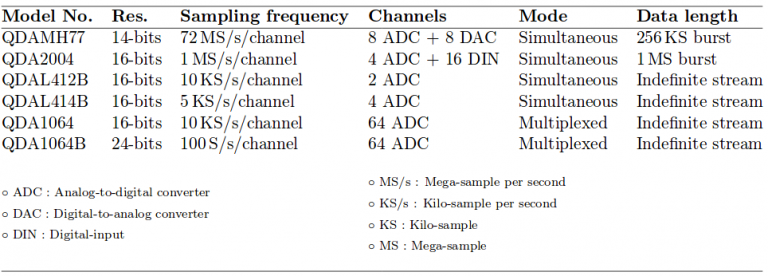 Model No. Res. Sampling frequency Channels Mode Data length
QDAMH77 14-bits 72 MS/s/channel 8 ADC + 8 DAC Simultaneous 256 KS burst
QDA2004 16-bits 1 MS/s/channel 4 ADC + 16 DIN Simultaneous 1 MS burst
QDAL412B 16-bits 10 KS/s/channel 2 ADC Simultaneous Indefinite stream
QDAL414B 16-bits 5 KS/s/channel 4 ADC Simultaneous Indefinite stream
QDA1064 16-bits 10 KS/s/channel 64 ADC Multiplexed Indefinite stream
QDA1064B 24-bits 100 S/s/channel 64 ADC Multiplexed Indefinite stream
◦ ADC : Analog-to-digital converter
◦ DAC : Digital-to-analog converter
◦ DIN : Digital-input
◦ MS/s : Mega-sample per second
◦ KS/s : Kilo-sample per second
◦ KS : Kilo-sample
◦ MS : Mega-sample